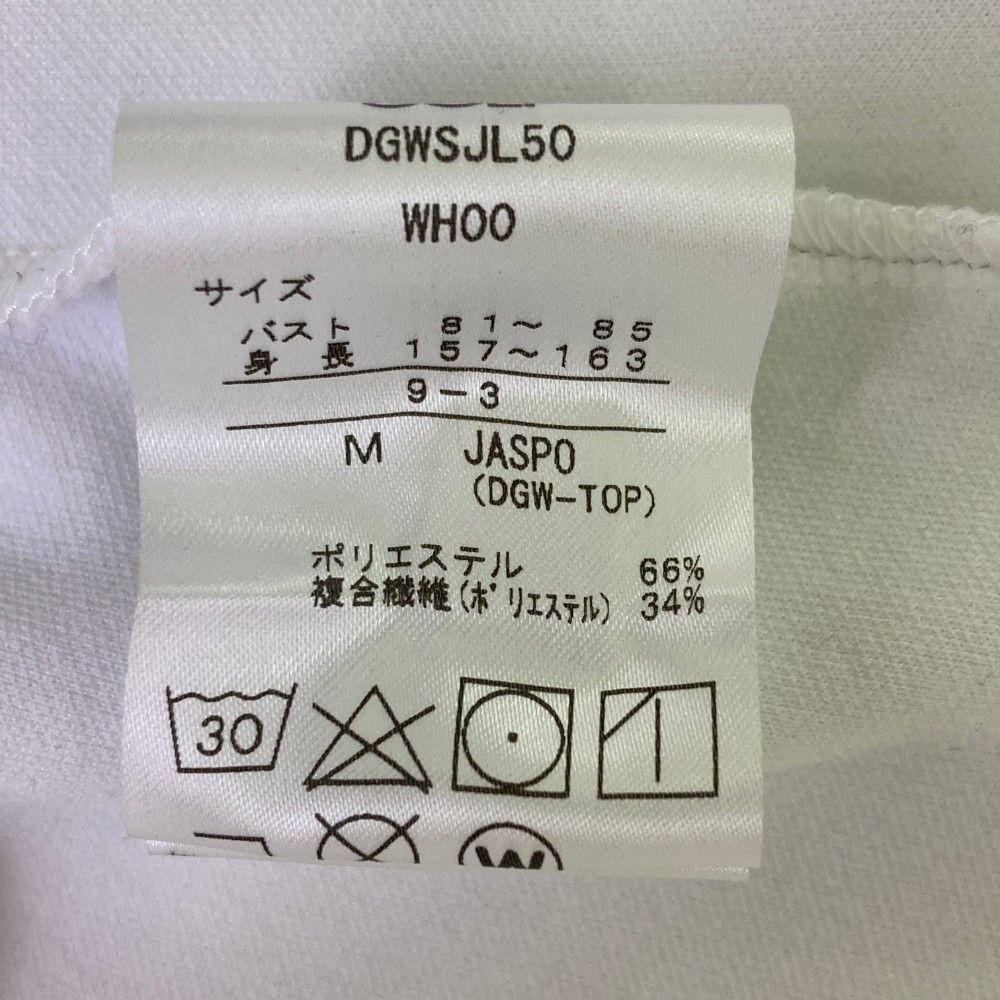 DGWSJL50
WH00
サイズ
バスト 81〜 85
身長 157〜163
9-3
M JASPO
(DGW-TOP)
ポリエステル 66%
複合繊維(ポリエステル) 34%
30
W